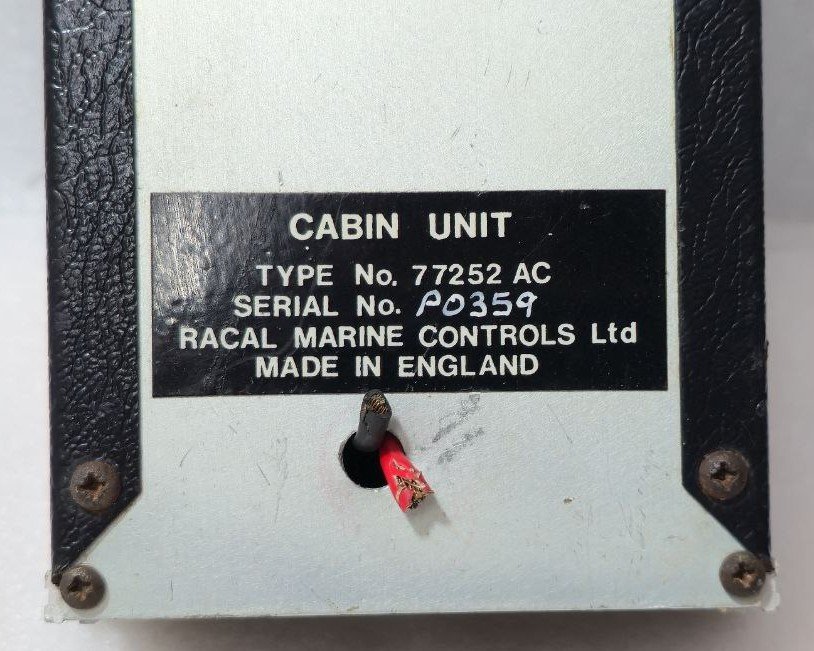 CABIN UNIT
TYPE No. 77252 AC
SERIAL No. P0359
RACAL MARINE CONTROLS Ltd
MADE IN ENGLAND